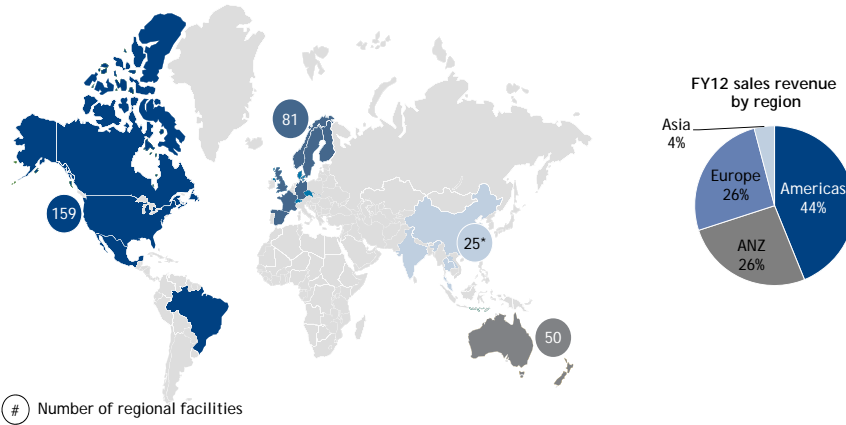 81
159
25*
50
# Number of regional facilities
FY12 sales revenue
by region
Asia
4%
Europe
26%
Americas
44%
ANZ
26%